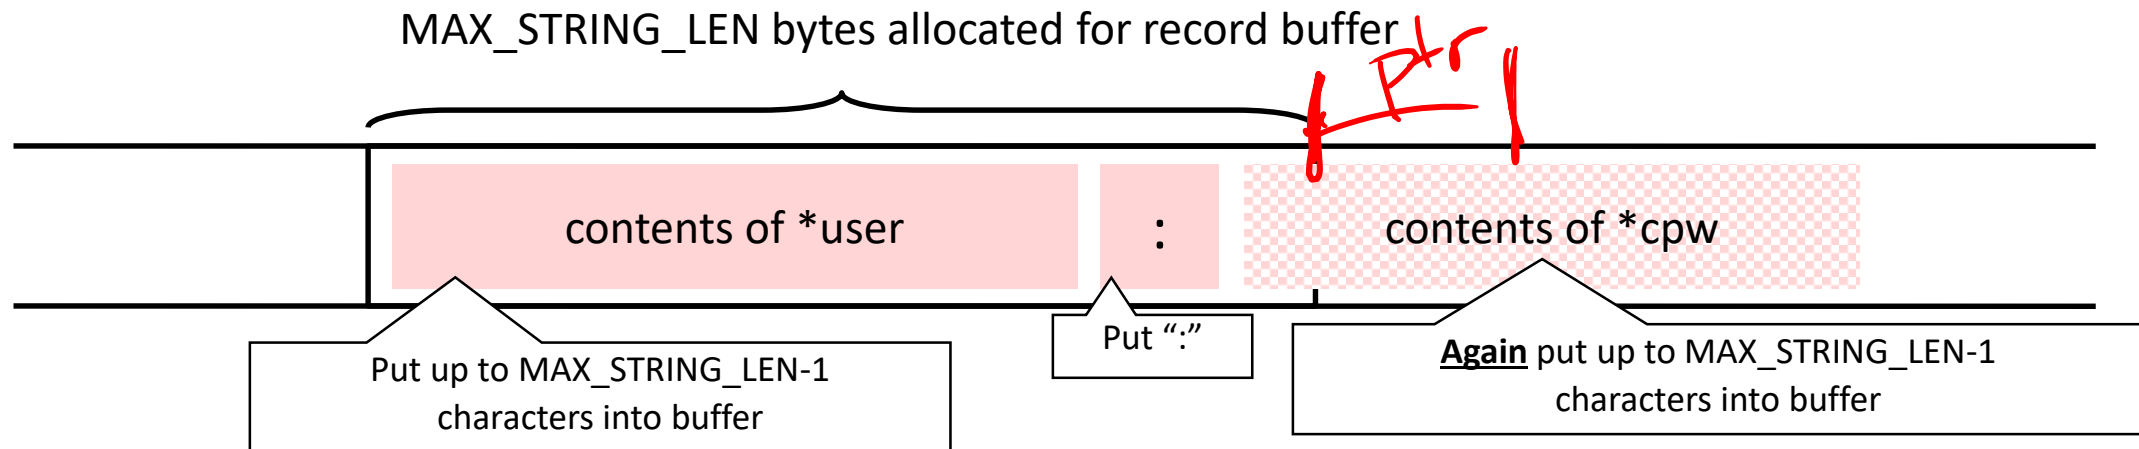 MAX_STRING_LEN bytes allocated for record buffer
ptr
contents of *user
:
contents of *cpw
Put up to MAX_STRING_LEN-1
characters into buffer
Put “:”
Again put up to MAX_STRING_LEN-1
characters into buffer